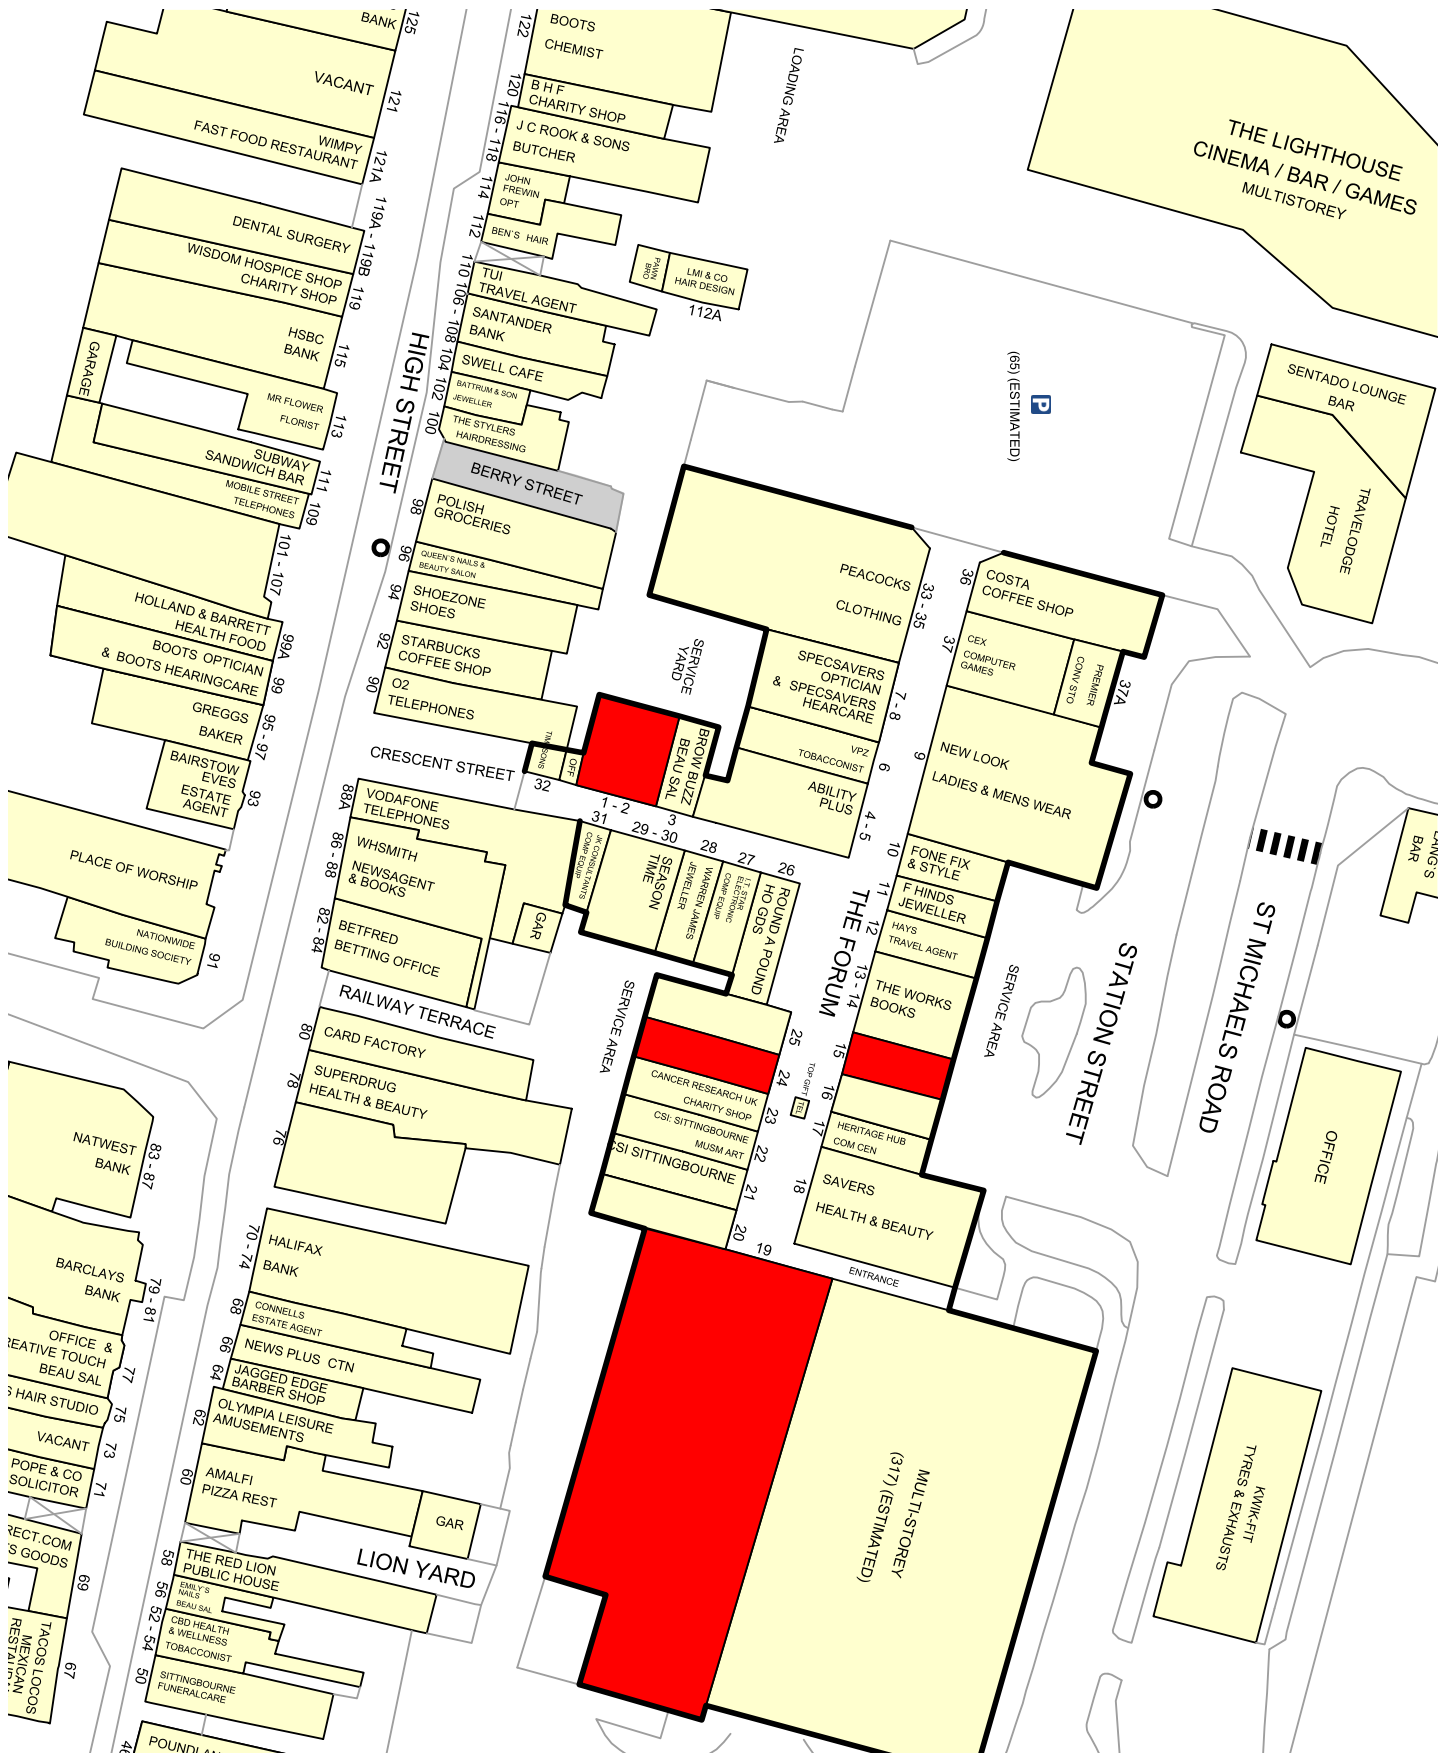 BANK
125
VACANT
121
WIMPY
FAST FOOD RESTAURANT
121A
119A - 119B
DENTAL SURGERY
WISDOM HOSPICE SHOP
CHARITY SHOP
119
HSBC
BANK
115
GARAGE
MR FLOWER
FLORIST
113
SUBWAY
SANDWICH BAR
111
MOBILE STREET
TELEPHONES
109
101 - 107
HOLLAND & BARRETT
HEALTH FOOD
99A
BOOTS OPTICIAN
& BOOTS HEARINGCARE
99
GREGGS
BAKER
95 - 97
BAIRSTOW
EVES
ESTATE
AGENT
93
PLACE OF WORSHIP
NATIONWIDE
BUILDING SOCIETY
91
NATWEST
BANK
83 - 87
BARCLAYS
BANK
79 - 81
OFFICE &
REATIVE TOUCH
BEAU SAL
77
S HAIR STUDIO
75
VACANT
73
POPE & CO
SOLICITOR
71
RECT.COM
S GOODS
69
TACOS LOCOS
MEXICAN
67
HIGH STREET
122
BOOTS
CHEMIST
120
B H F
CHARITY SHOP
116 - 118
J C ROOK & SONS
BUTCHER
114
JOHN
FREWIN
OPT
112
BEN`S HAIR
PAWN
BRO
LMI & CO
HAIR DESIGN
112A
110
TUI
TRAVEL AGENT
106 - 108
SANTANDER
BANK
104
SWELL CAFE
102
BATTRUM & SON
JEWELLER
100
THE STYLERS
HAIRDRESSING
BERRY STREET
98
POLISH
GROCERIES
96
QUEEN`S NAILS &
BEAUTY SALON
94
SHOEZONE
SHOES
92
STARBUCKS
COFFEE SHOP
90
O2
TELEPHONES
CRESCENT STREET
88A
VODAFONE
TELEPHONES
86 - 88
WHSMITH
NEWSAGENT
& BOOKS
82 - 84
BETFRED
BETTING OFFICE
GAR
RAILWAY TERRACE
80
CARD FACTORY
78
SUPERDRUG
HEALTH & BEAUTY
76
70 - 74
HALIFAX
BANK
68
CONNELLS
ESTATE AGENT
66
NEWS PLUS CTN
64
JAGGED EDGE
BARBER SHOP
62
OLYMPIA LEISURE
AMUSEMENTS
60
AMALFI
PIZZA REST
GAR
LION YARD
58
THE RED LION
PUBLIC HOUSE
56
EMILY`S
NAILS
BEAU SAL
52 - 54
CBD HEALTH
& WELLNESS
TOBACCONIST
50
SITTINGBOURNE
FUNERALCARE
LOADING AREA
THE LIGHTHOUSE
CINEMA / BAR / GAMES
MULTISTOREY
P
(65) (ESTIMATED)
SENTADO LOUNGE
BAR
TRAVELODGE
HOTEL
PEACOCKS
CLOTHING
33 - 35
SERVICE
YARD
SPECSAVERS
OPTICIAN
& SPECSAVERS
HEARCARE
7 - 8
VPZ
TOBACCONIST
6
ABILITY
PLUS
4 - 5
OFF
32
BROW BUZZ
BEAU SAL
1 - 2
3
31
JK CONSULTANTS
COMP EQUIP
29 - 30
SEASON
TIME
28
WARREN JAMES
JEWELLER
27
I.T. STAR
ELECTRONIC
COMP EQUIP
26
ROUND A POUND
HO GDS
36
COSTA
COFFEE SHOP
37
CEX
COMPUTER
GAMES
PREMIER
CONV STO
37A
9
NEW LOOK
LADIES & MENS WEAR
10
FONE FIX
& STYLE
11
F HINDS
JEWELLER
12
HAYS
TRAVEL AGENT
13 - 14
THE WORKS
BOOKS
THE FORUM
15
16
17
HERITAGE HUB
COM CEN
18
SAVERS
HEALTH & BEAUTY
TOP GIFT
TEL
SERVICE AREA
SERVICE AREA
25
24
CANCER RESEARCH UK
CHARITY SHOP
23
CSI: SITTINGBOURNE
MUSM ART
22
CSI SITTINGBOURNE
21
20
19
ENTRANCE
MULTI-STOREY
(317) (ESTIMATED)
STATION STREET
ST MICHAELS ROAD
BAR
OFFICE
KWIK-FIT
TYRES & EXHAUSTS